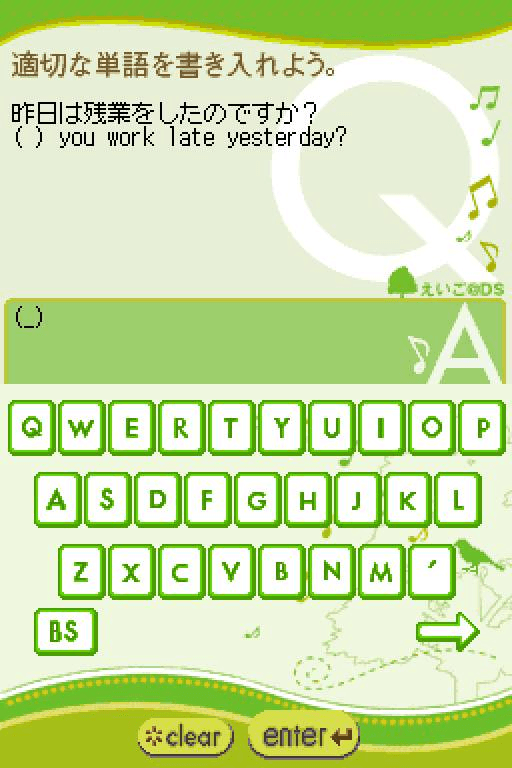 適切な単語を書き入れよう。
昨日は残業をしたのですか？
( ) you work late yesterday?
Q
えいご@DS
(_)
A
Q W E R T Y U I O P
A S D F G H J K L
Z X C V B N M ′
BS
*clear enter